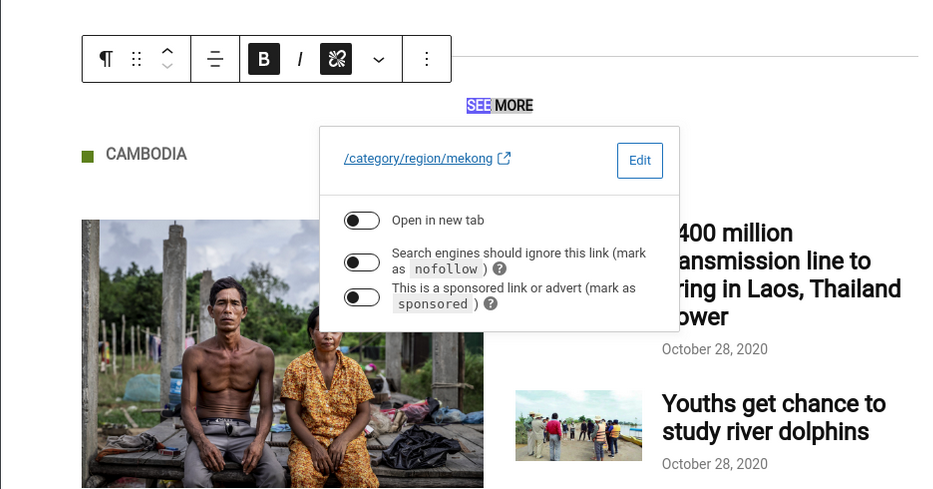 B I
SEE MORE
CAMBODIA
/category/region/mekong
Edit
Open in new tab
Search engines should ignore this link (mark
as nofollow ) ?
This is a sponsored link or advert (mark as
sponsored ) ?
400 million
ansmission line to
ring in Laos, Thailand
ower
October 28, 2020
Youths get chance to
study river dolphins
October 28, 2020